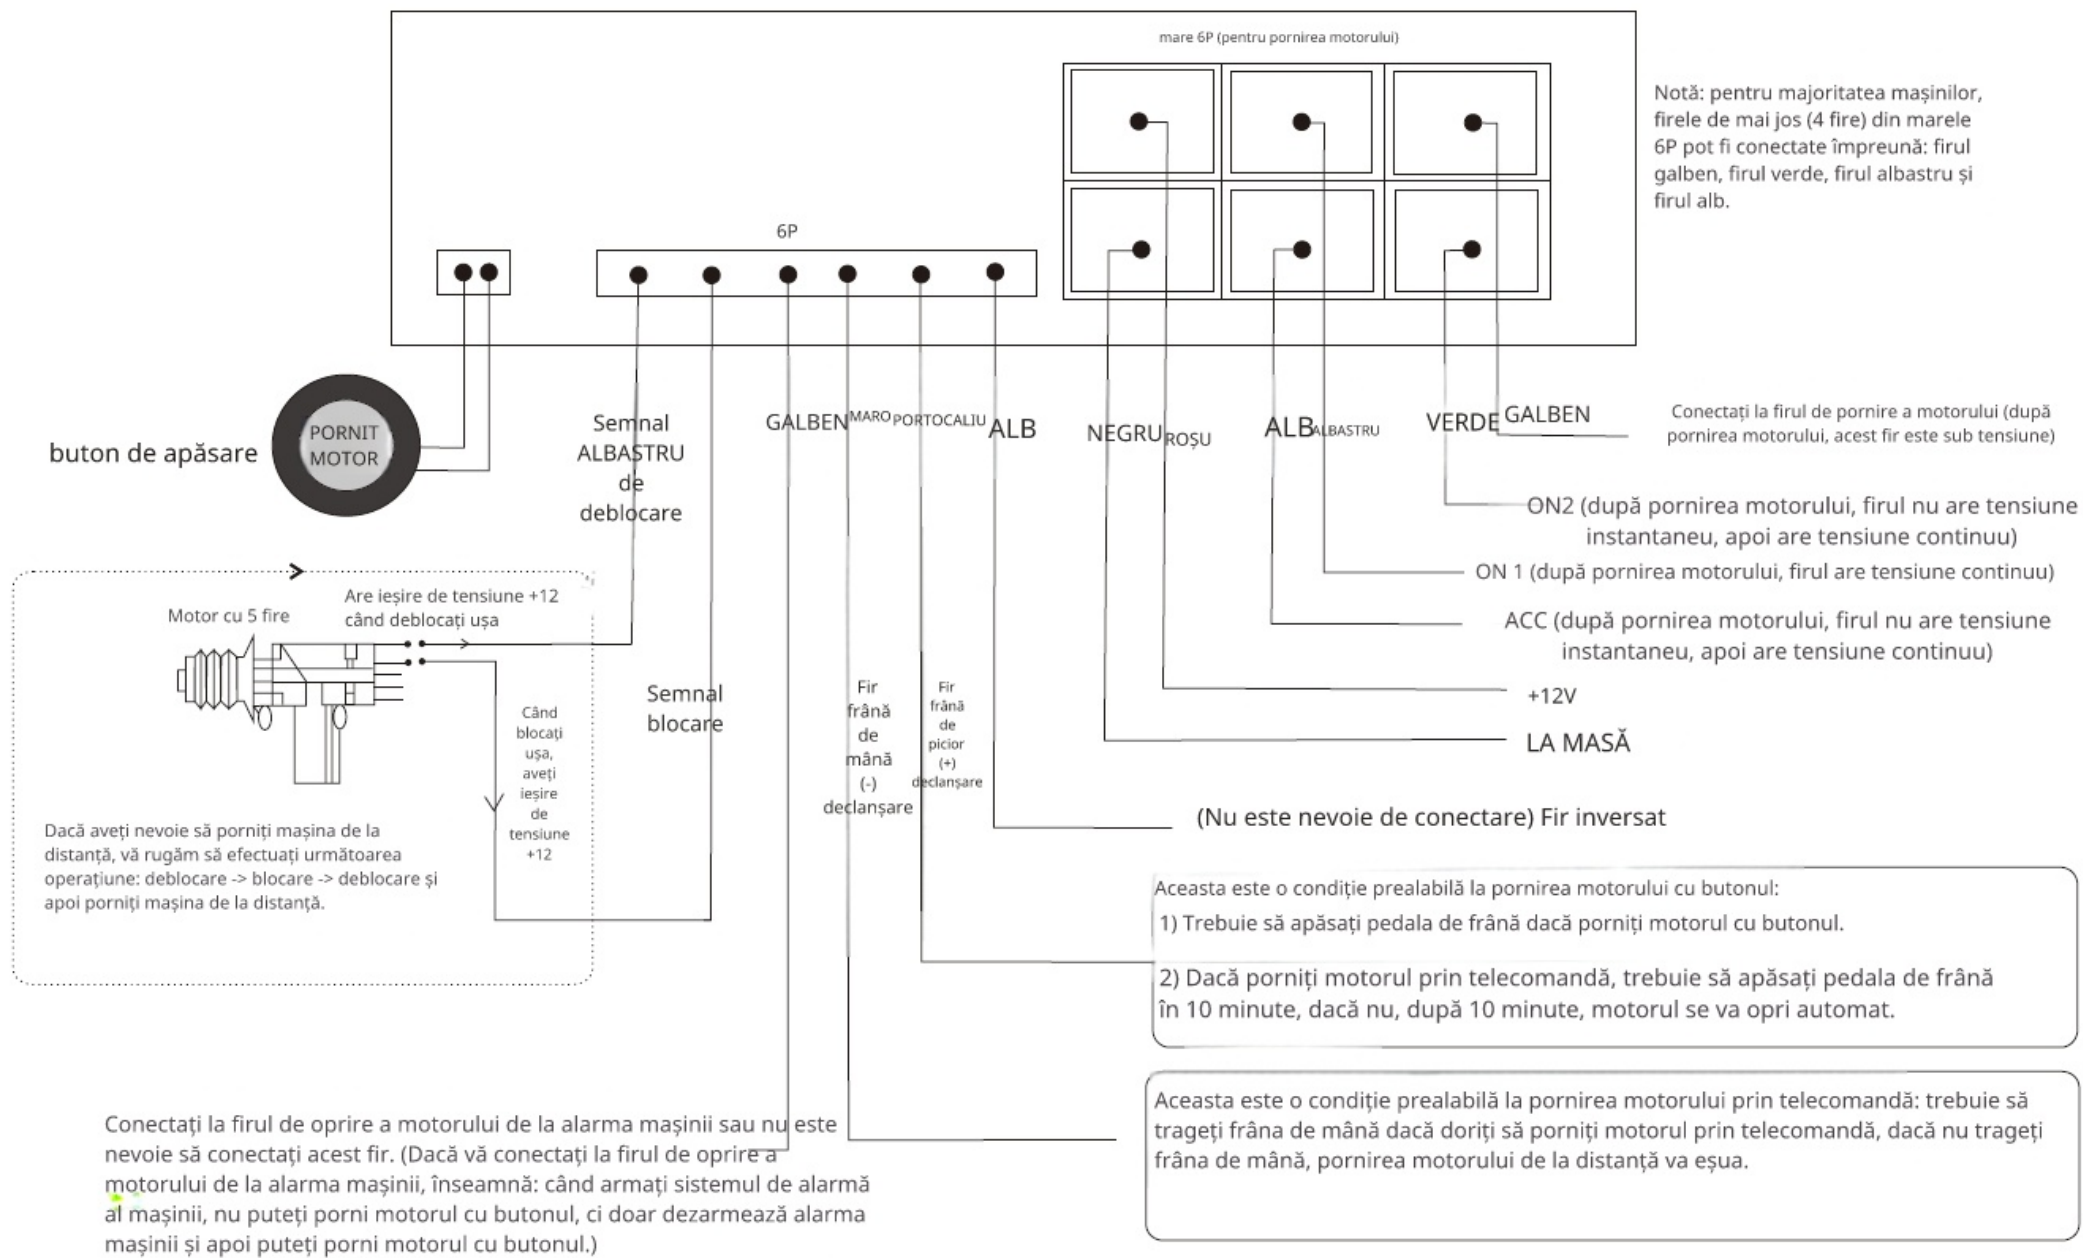 mare 6P (pentru pornirea motorului)
Notă: pentru majoritatea mașinilor,
firele de mai jos (4 fire) din marele
6P pot fi conectate împreună: firul
galben, firul verde, firul albastru și
firul alb.
6P
buton de apăsare
PORNIT
MOTOR
Semnal
ALBASTRU
de
deblocare
GALBEN
MARO
PORTOCALIU
ALB
NEGRU
ROȘU
ALB
ALBASTRU
VERDE
GALBEN
Conectați la firul de pornire a motorului (după
pornirea motorului, acest fir este sub tensiune)
ON2 (după pornirea motorului, firul nu are tensiune
instantaneu, apoi are tensiune continuu)
ON 1 (după pornirea motorului, firul are tensiune continuu)
ACC (după pornirea motorului, firul nu are tensiune
instantaneu, apoi are tensiune continuu)
+12V
LA MASĂ
Motor cu 5 fire
Are ieșire de tensiune +12
când deblocați ușa
Semnal
blocare
Când
blocați
ușa,
aveți
ieșire
de
tensiune
+12
Fir
frână
de
mână
(-)
declanșare
Fir
frână
de
picior
(+)
declanșare
Dacă aveți nevoie să porniți mașina de la
distanță, vă rugăm să efectuați următoarea
operațiune: deblocare -> blocare -> deblocare și
apoi porniți mașina de la distanță.
(Nu este nevoie de conectare) Fir inversat
Aceasta este o condiție prealabilă la pornirea motorului cu butonul:
1) Trebuie să apăsați pedala de frână dacă porniți motorul cu butonul.
2) Dacă porniți motorul prin telecomandă, trebuie să apăsați pedala de frână
în 10 minute, dacă nu, după 10 minute, motorul se va opri automat.
Aceasta este o condiție prealabilă la pornirea motorului prin telecomandă: trebuie să
trageți frâna de mână dacă doriți să porniți motorul prin telecomandă, dacă nu trageți
frâna de mână, pornirea motorului de la distanță va eșua.
Conectați la firul de oprire a motorului de la alarma mașinii sau nu este
nevoie să conectați acest fir. (Dacă vă conectați la firul de oprire a
motorului de la alarma mașinii, înseamnă: când armați sistemul de alarmă
al mașinii, nu puteți porni motorul cu butonul, ci doar dezarmează alarma
mașinii și apoi puteți porni motorul cu butonul.)